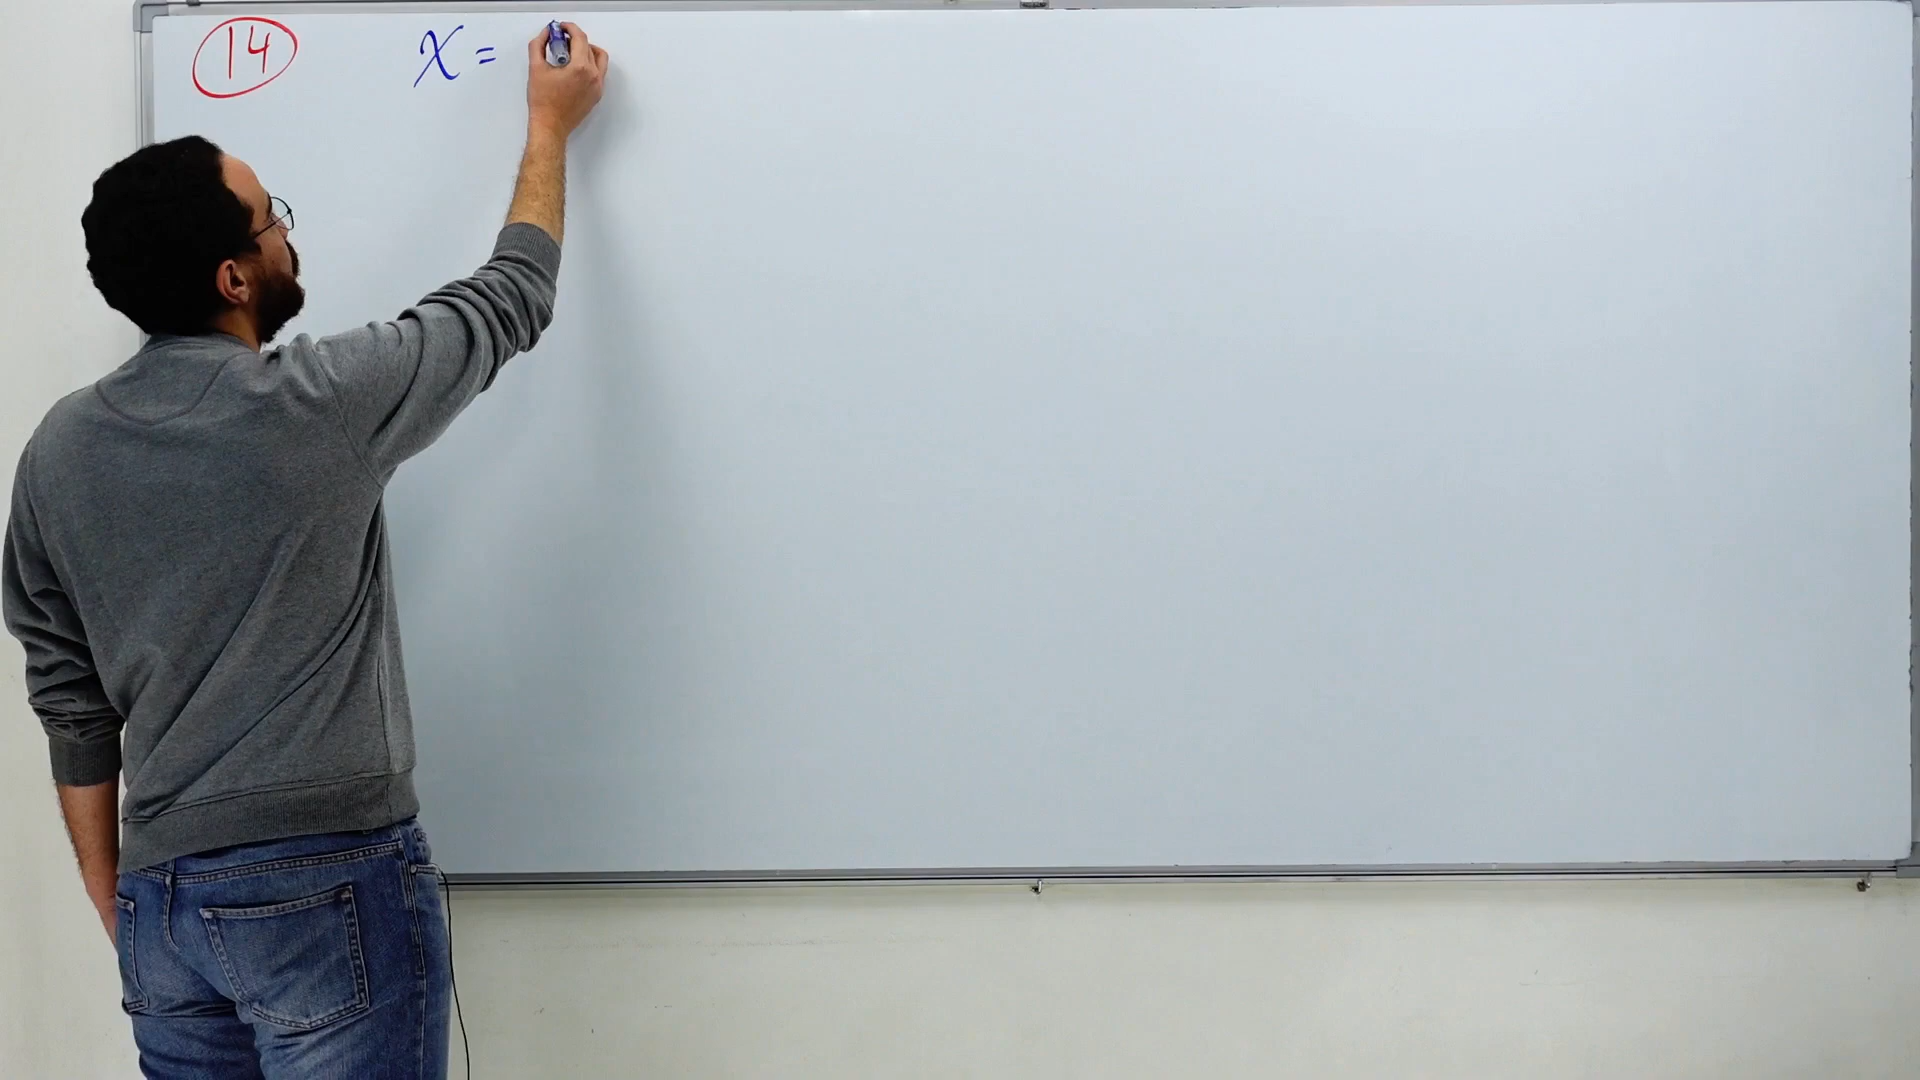 14 x =